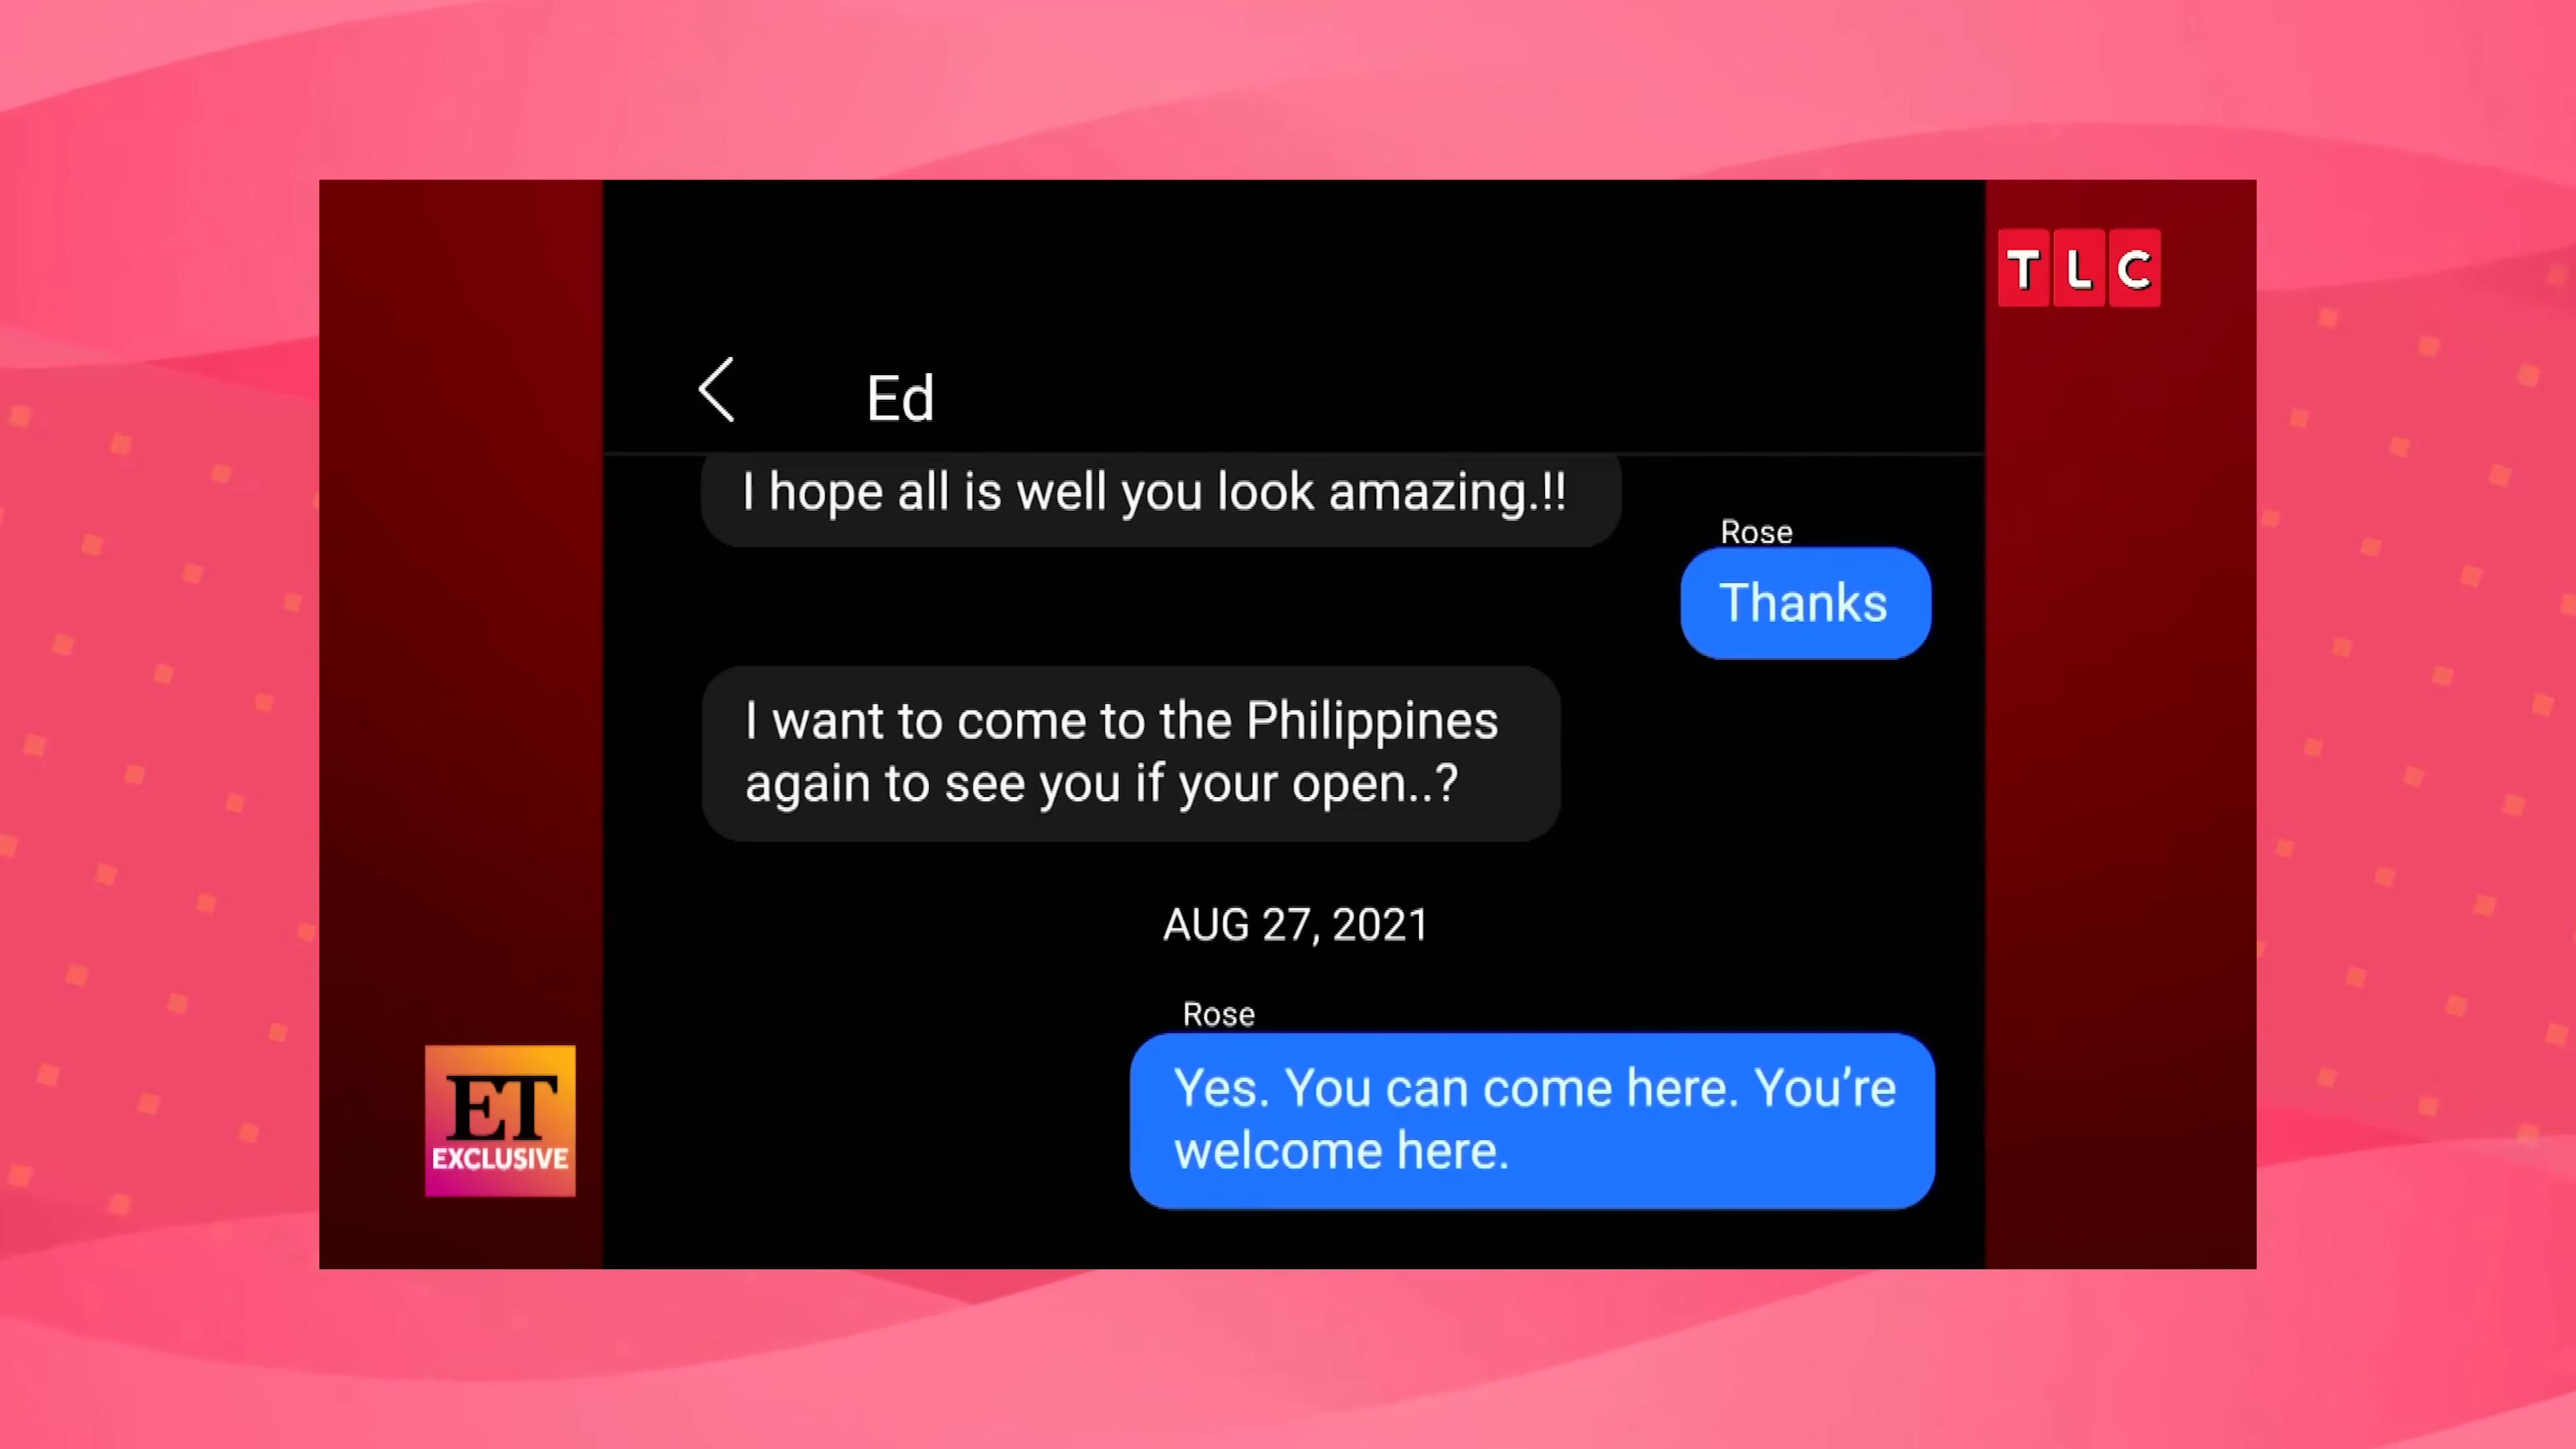 TLC
Ed
I hope all is well you look amazing.!!
Rose
Thanks
I want to come to the Philippines
again to see you if your open..?
AUG 27, 2021
Rose
Yes. You can come here. You’re
welcome here.
ET
EXCLUSIVE